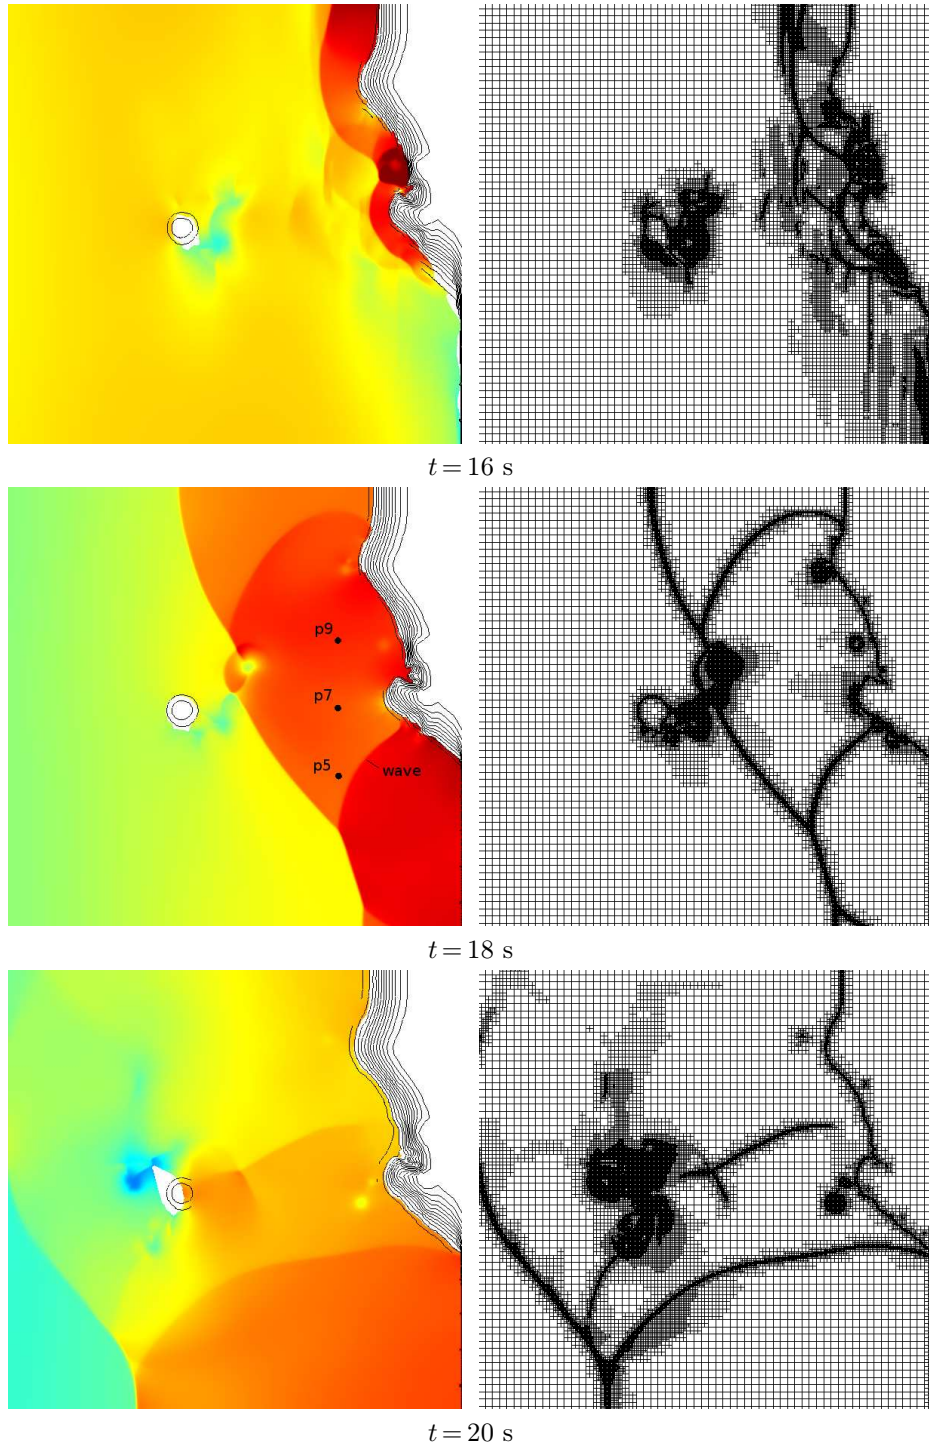 t = 16 s
p9
p7
p5
wave
t = 18 s
t = 20 s